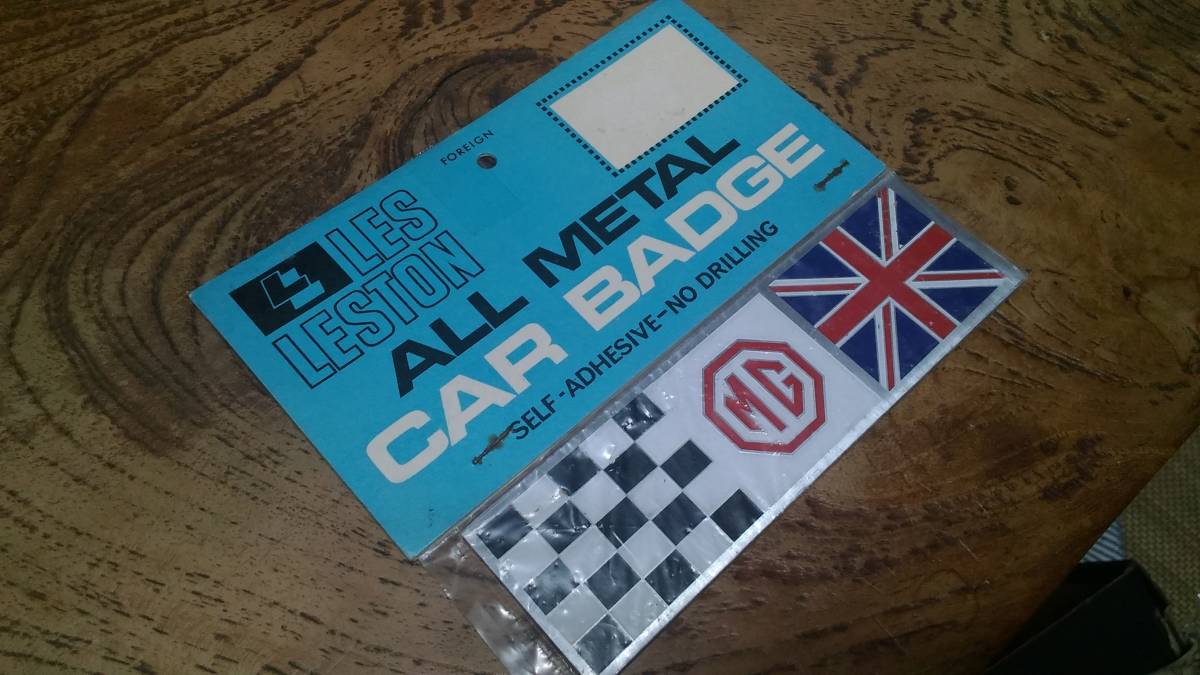 FOREIGN
LES
LESTON
ALL METAL
CAR BADGE
SELF-ADHESIVE-NO DRILLING
MG